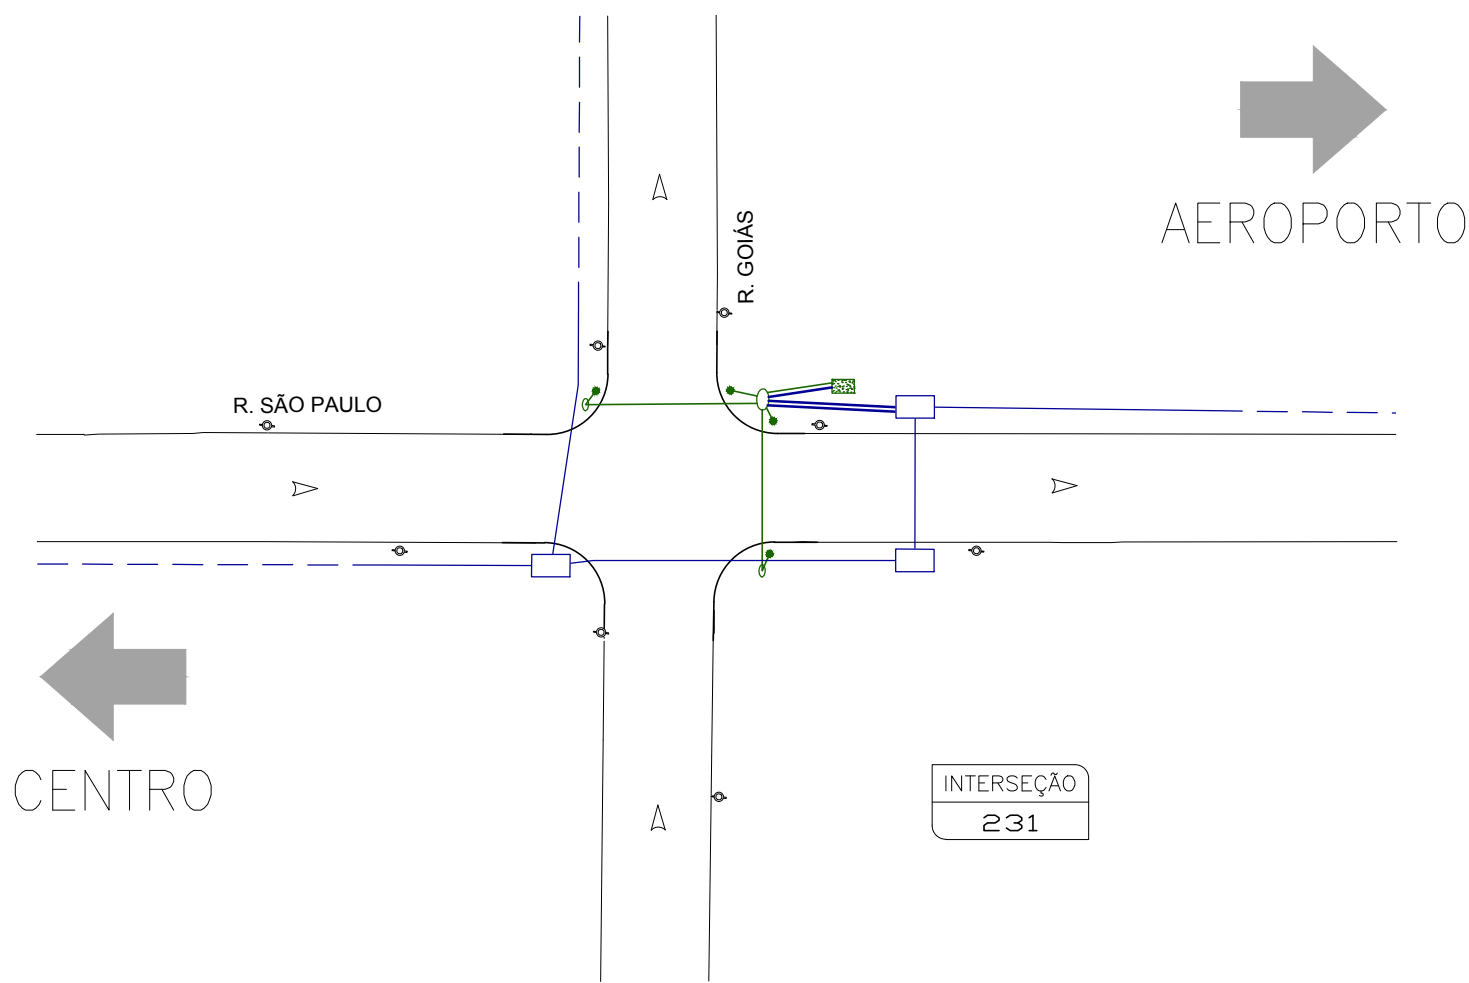 AEROPORTO
R. GOIÁS
R. SÃO PAULO
CENTRO
INTERSEÇÃO
231